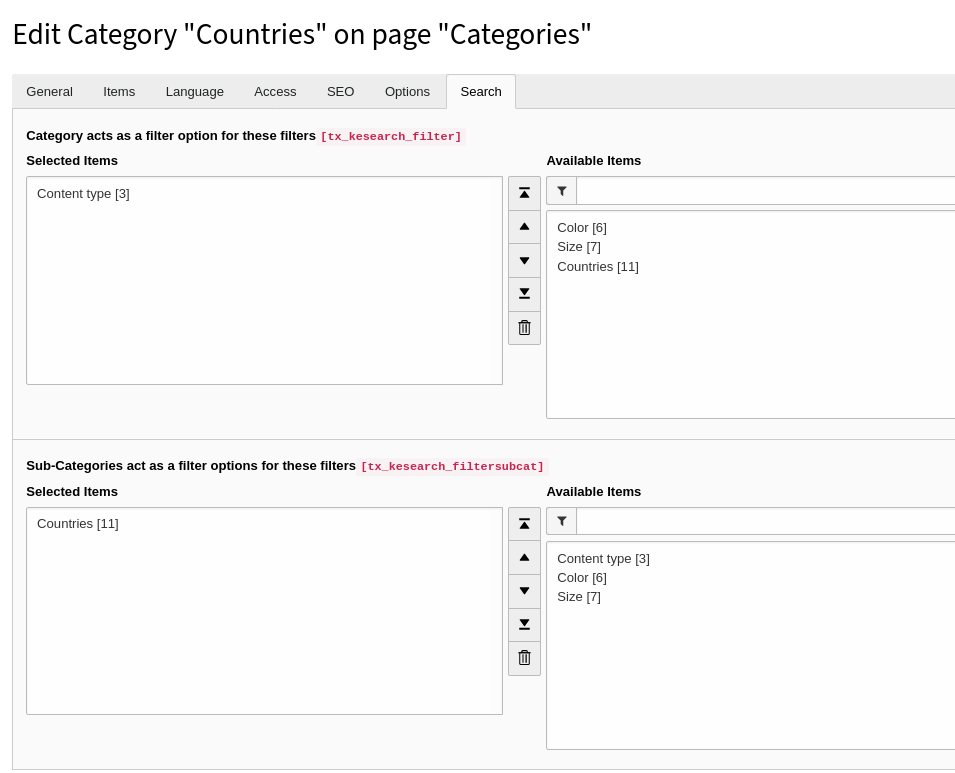 Edit Category "Countries" on page "Categories"
General Items Language Access SEO Options Search
Category acts as a filter option for these filters [tx_kesearch_filter]
Selected Items
Available Items
Content type [3]
Color [6]
Size [7]
Countries [11]
Sub-Categories act as a filter options for these filters [tx_kesearch_filtersubcat]
Selected Items
Available Items
Countries [11]
Content type [3]
Color [6]
Size [7]